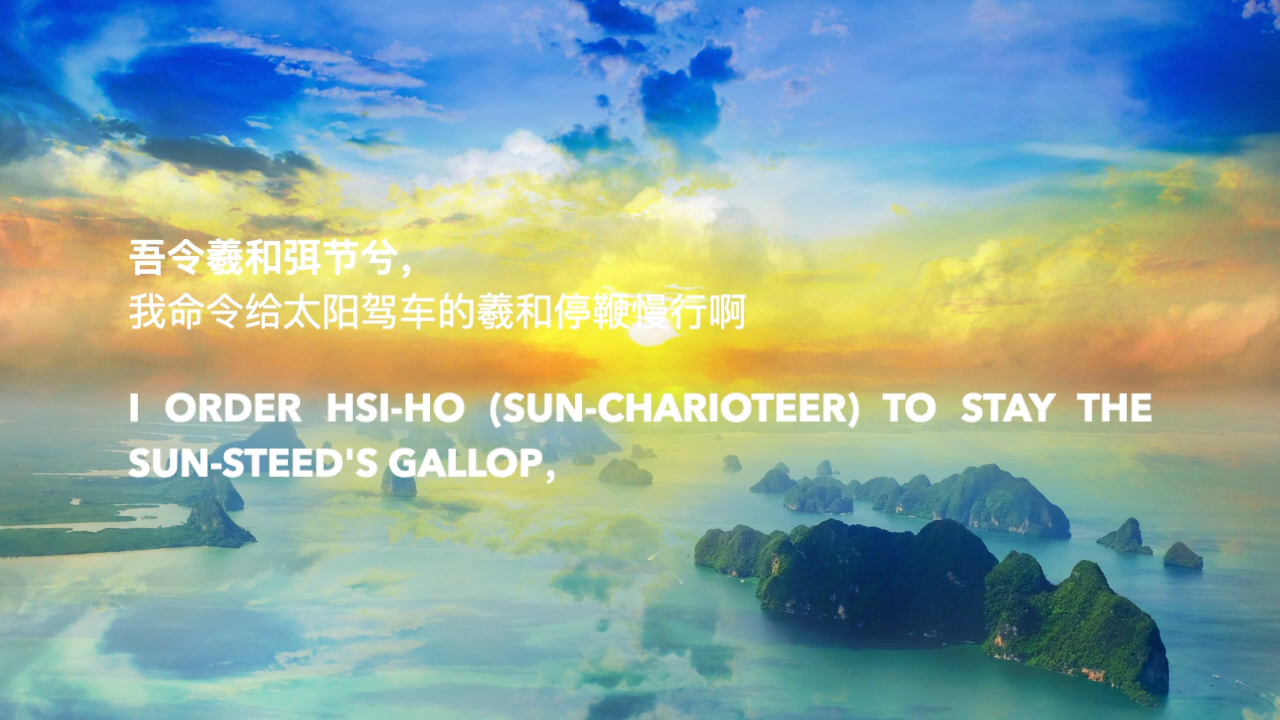 吾令羲和弭节兮,
我命令给太阳驾车的羲和停鞭慢行啊
I ORDER HSI-HO (SUN-CHARIOTEER) TO STAY THE
SUN-STEED'S GALLOP,